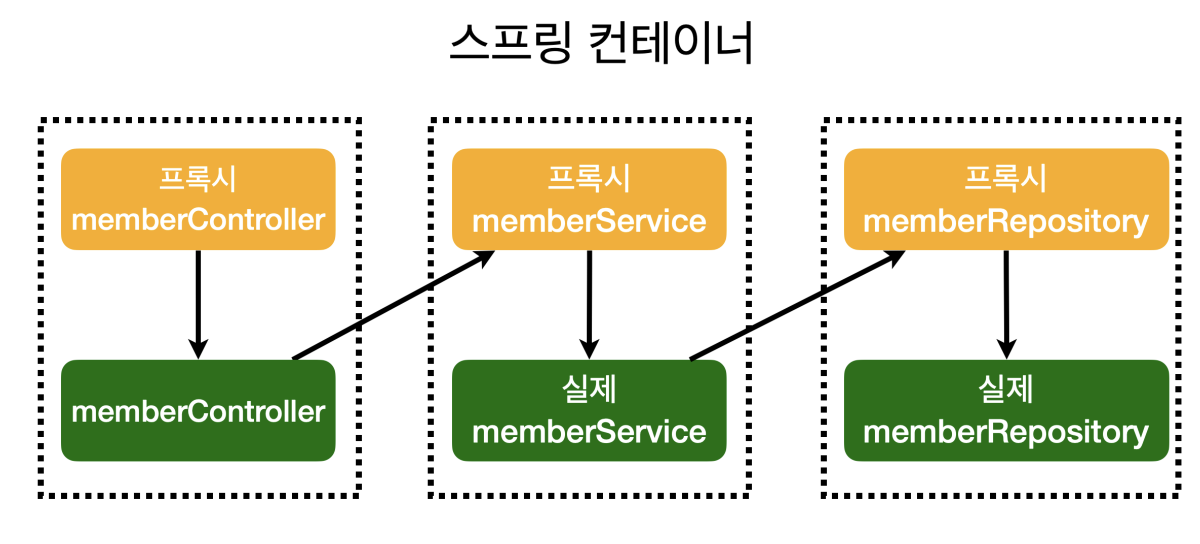 스프링 컨테이너
프록시
memberController
프록시
memberService
프록시
memberRepository
memberController
실제
memberService
실제
memberRepository